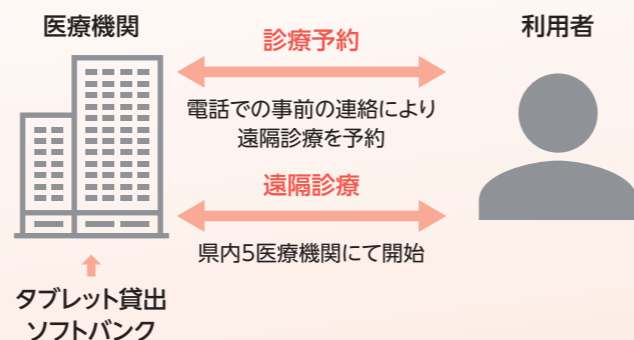 医療機関
利用者
診療予約
電話での事前の連絡により
遠隔診療を予約
遠隔診療
県内5医療機関にて開始
タブレット貸出
ソフトバンク